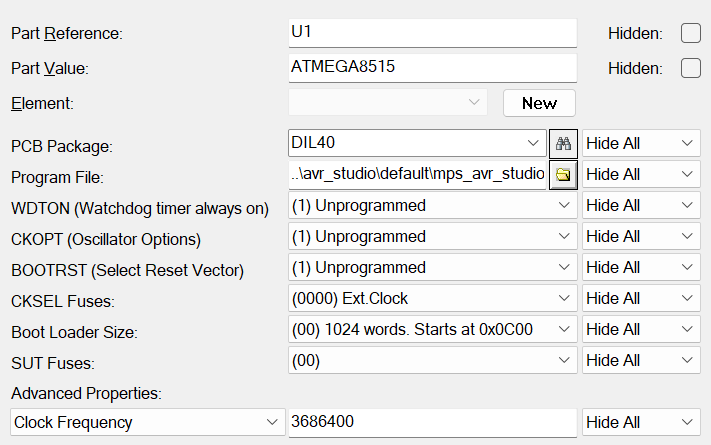 Part Reference: U1 Hidden:
Part Value: ATMEGA8515 Hidden:
Element: New
PCB Package: DIL40 Hide All
Program File: ..\avr_studio\default\mps_avr_studio Hide All
WDTON (Watchdog timer always on) (1) Unprogrammed Hide All
CKOPT (Oscillator Options) (1) Unprogrammed Hide All
BOOTRST (Select Reset Vector) (1) Unprogrammed Hide All
CKSEL Fuses: (0000) Ext.Clock Hide All
Boot Loader Size: (00) 1024 words. Starts at 0x0C00 Hide All
SUT Fuses: (00) Hide All
Advanced Properties:
Clock Frequency 3686400 Hide All